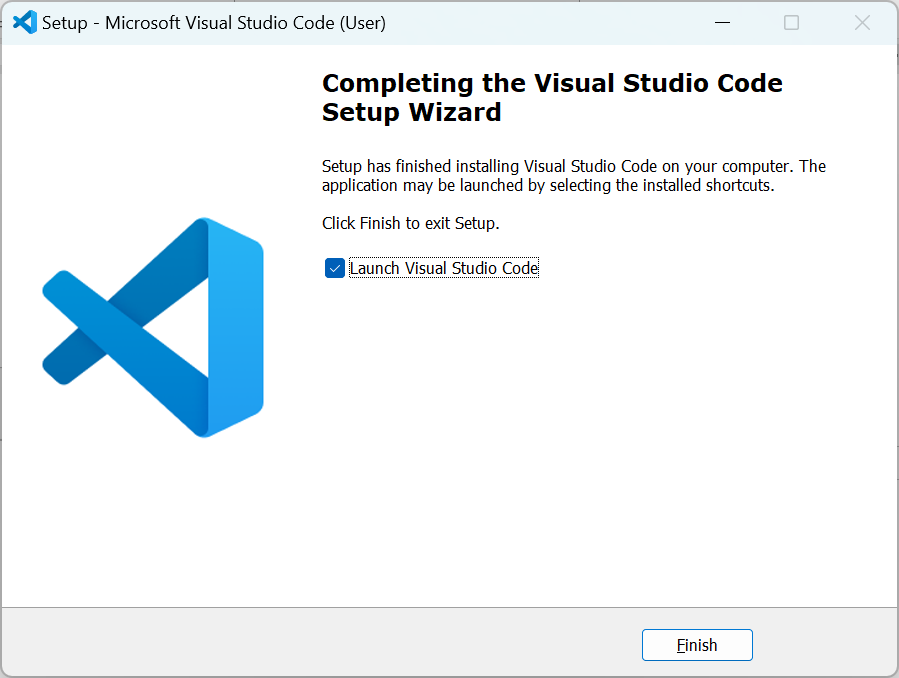 Setup - Microsoft Visual Studio Code (User)
Completing the Visual Studio Code
Setup Wizard
Setup has finished installing Visual Studio Code on your computer. The
application may be launched by selecting the installed shortcuts.
Click Finish to exit Setup.
Launch Visual Studio Code
Finish